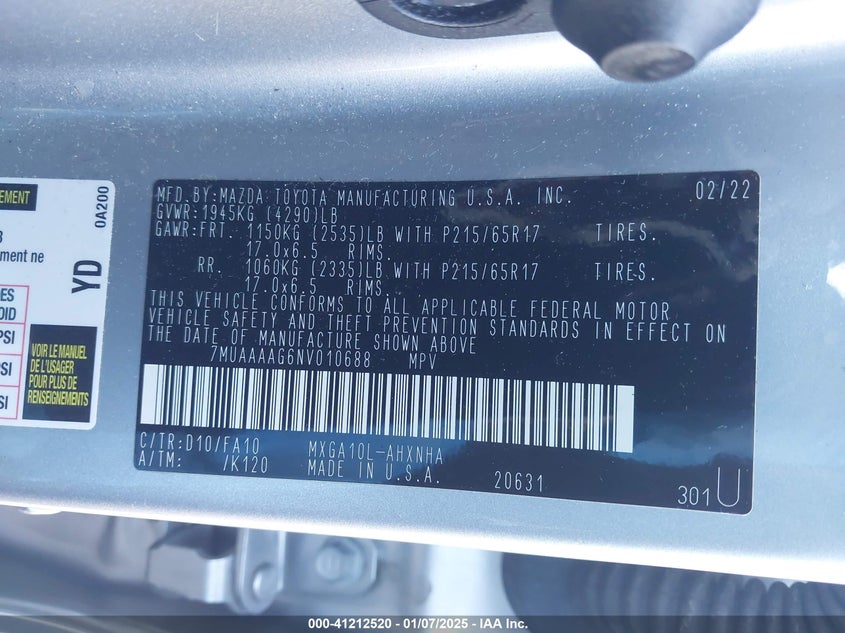 EMENT
0A200
ment ne
YD
ES
OID
PSI
PSI
SI
VOIR LE MANUEL
DE L'USAGER
POUR PLUS DE
RENSEIGNEMENTS
MFD.BY:MAZDA TOYOTA MANUFACTURING U.S.A. INC. 02/22
GVWR:1945KG (4290)LB
GAWR:FRT. 1150KG (2535)LB WITH P215/65R17 TIRES.
17.0x6.5 RIMS.
RR. 1060KG (2335)LB WITH P215/65R17 TIRES.
17.0x6.5 RIMS.
THIS VEHICLE CONFORMS TO ALL APPLICABLE FEDERAL MOTOR
VEHICLE SAFETY AND THEFT PREVENTION STANDARDS IN EFFECT ON
THE DATE OF MANUFACTURE SHOWN ABOVE
7MUAAAAG6NV010688 MPV
C/TR:D10/FA10 MXGA10L-AHXNHA
A/TM: /K120 MADE IN U.S.A. 20631
301U
000-41212520 — 01/07/2025 — IAA Inc.